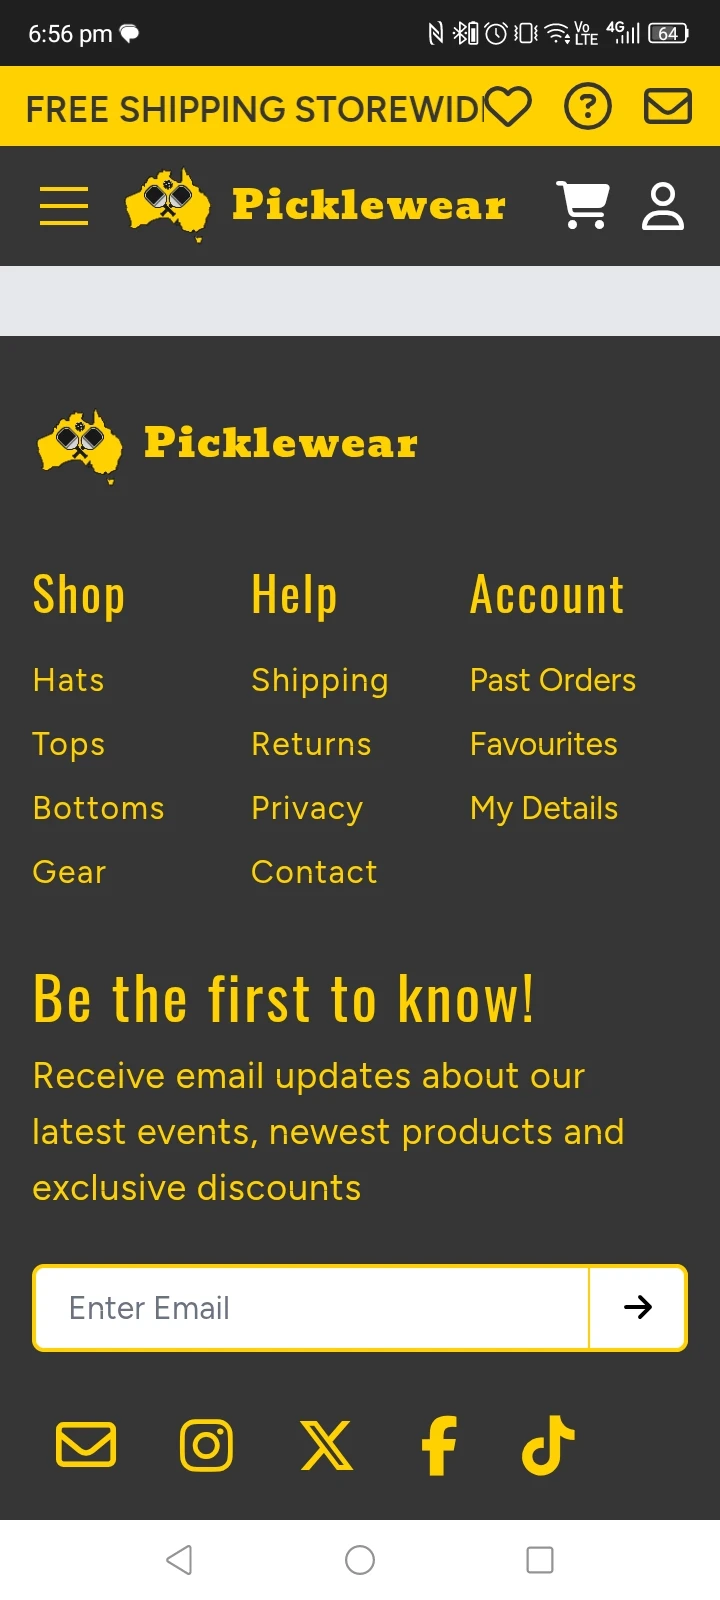 6:56 pm
Vo LTE 4G 64
FREE SHIPPING STOREWID
Picklewear
Picklewear
Shop Help Account
Hats Shipping Past Orders
Tops Returns Favourites
Bottoms Privacy My Details
Gear Contact
Be the first to know!
Receive email updates about our
latest events, newest products and
exclusive discounts
Enter Email